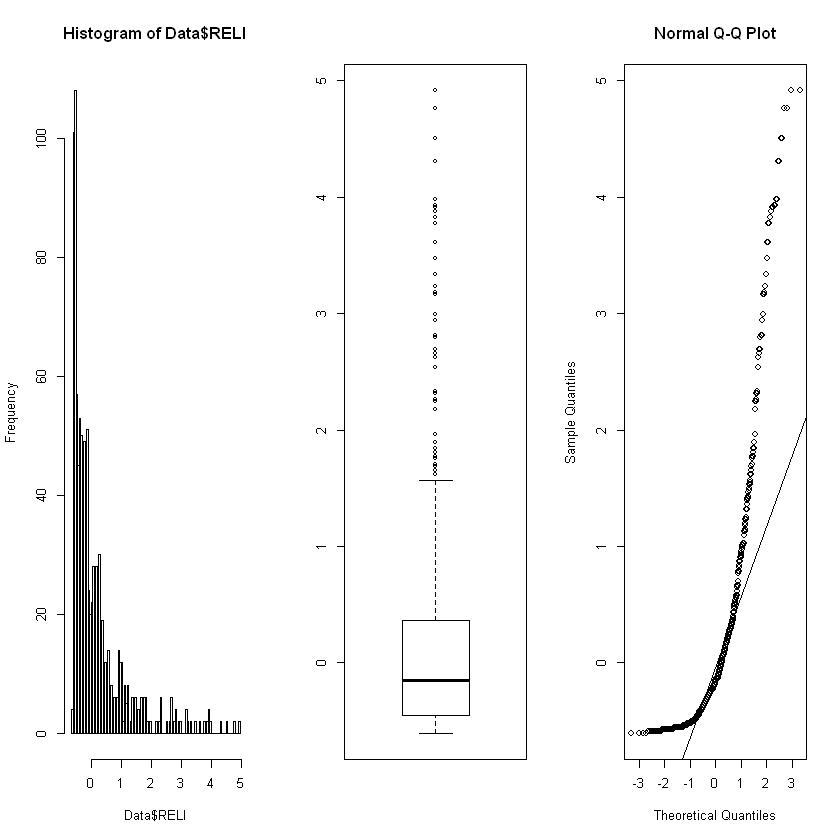 Histogram of Data$RELI
Frequency
0
20
40
60
80
100
0 1 2 3 4 5
Data$RELI
0
1
2
3
4
5
Normal Q-Q Plot
Sample Quantiles
0
1
2
3
4
5
-3 -2 -1 0 1 2 3
Theoretical Quantiles